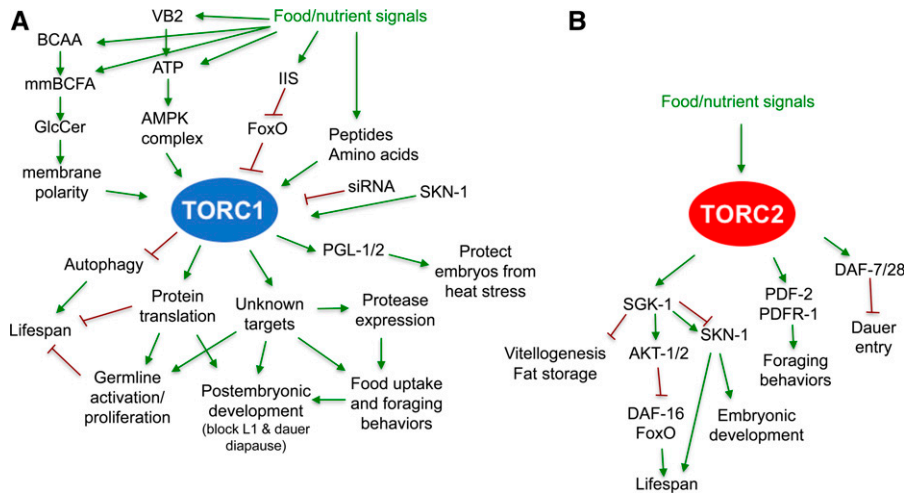 A
VB2
Food/nutrient signals
BCAA
ATP
IIS
mmBCFA
AMPK
complex
FoxO
Peptides
Amino acids
GlcCer
membrane
polarity
siRNA
SKN-1
TORC1
PGL-1/2
Protect
embryos from
heat stress
Autophagy
Protein
translation
Unknown
targets
Protease
expression
Lifespan
Germline
activation/
proliferation
Postembryonic
development
(block L1 & dauer
diapause)
Food uptake
and foraging
behaviors
B
Food/nutrient signals
TORC2
SGK-1
PDF-2
PDFR-1
DAF-7/28
SKN-1
Vitellogenesis
Fat storage
AKT-1/2
Foraging
behaviors
Dauer
entry
DAF-16
FoxO
Embryonic
development
Lifespan